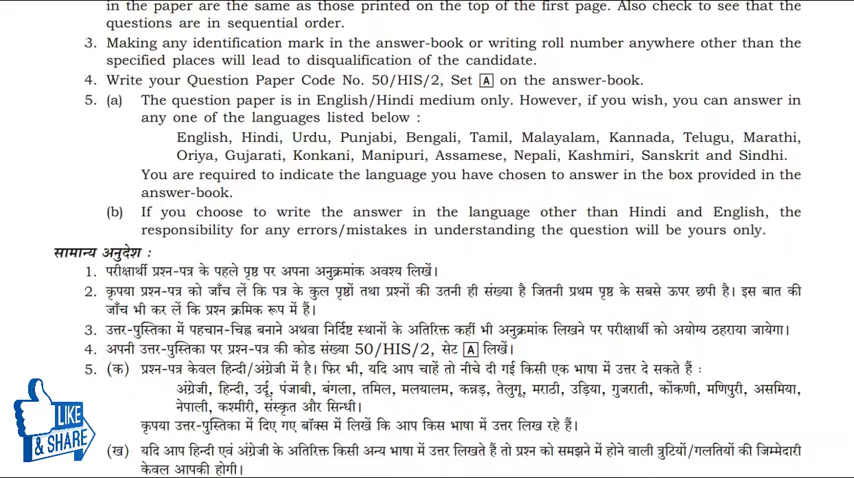 in the paper are the same as those printed on the top of the first page. Also check to see that the
questions are in sequential order.
3. Making any identification mark in the answer-book or writing roll number anywhere other than the
specified places will lead to disqualification of the candidate.
4. Write your Question Paper Code No. 50/HIS/2, Set A on the answer-book.
5. (a) The question paper is in English/Hindi medium only. However, if you wish, you can answer in
any one of the languages listed below :
English, Hindi, Urdu, Punjabi, Bengali, Tamil, Malayalam, Kannada, Telugu, Marathi,
Oriya, Gujarati, Konkani, Manipuri, Assamese, Nepali, Kashmiri, Sanskrit and Sindhi.
You are required to indicate the language you have chosen to answer in the box provided in the
answer-book.
(b) If you choose to write the answer in the language other than Hindi and English, the
responsibility for any errors/mistakes in understanding the question will be yours only.
सामान्य अनुदेश :
1. परीक्षार्थी प्रश्न-पत्र के पहले पृष्ठ पर अपना अनुक्रमांक अवश्य लिखें।
2. कृपया प्रश्न-पत्र को जाँच लें कि पत्र के कुल पृष्ठों तथा प्रश्नों की उतनी ही संख्या है जितनी प्रथम पृष्ठ के सबसे ऊपर छपी है। इस बात की
जाँच भी कर लें कि प्रश्न क्रमिक रूप में हैं।
3. उत्तर-पुस्तिका में पहचान-चिह्न बनाने अथवा निर्दिष्ट स्थानों के अतिरिक्त कहीं भी अनुक्रमांक लिखने पर परीक्षार्थी को अयोग्य ठहराया जायेगा।
4. अपनी उत्तर-पुस्तिका पर प्रश्न-पत्र की कोड संख्या 50/HIS/2, सेट A लिखें।
5. (क) प्रश्न-पत्र केवल हिन्दी/अंग्रेजी में है। फिर भी, यदि आप चाहें तो नीचे दी गई किसी एक भाषा में उत्तर दे सकते हैं :
अंग्रेजी, हिन्दी, उर्दू, पंजाबी, बंगला, तमिल, मलयालम, कन्नड़, तेलुगू, मराठी, उड़िया, गुजराती, कोंकणी, मणिपुरी, असमिया,
नेपाली, कश्मीरी, संस्कृत और सिन्धी।
कृपया उत्तर-पुस्तिका में दिए गए बॉक्स में लिखें कि आप किस भाषा में उत्तर लिख रहे हैं।
(ख) यदि आप हिन्दी एवं अंग्रेजी के अतिरिक्त किसी अन्य भाषा में उत्तर लिखते हैं तो प्रश्न को समझने में होने वाली त्रुटियों/गलतियों की जिम्मेदारी
केवल आपकी होगी।
LIKE
& SHARE